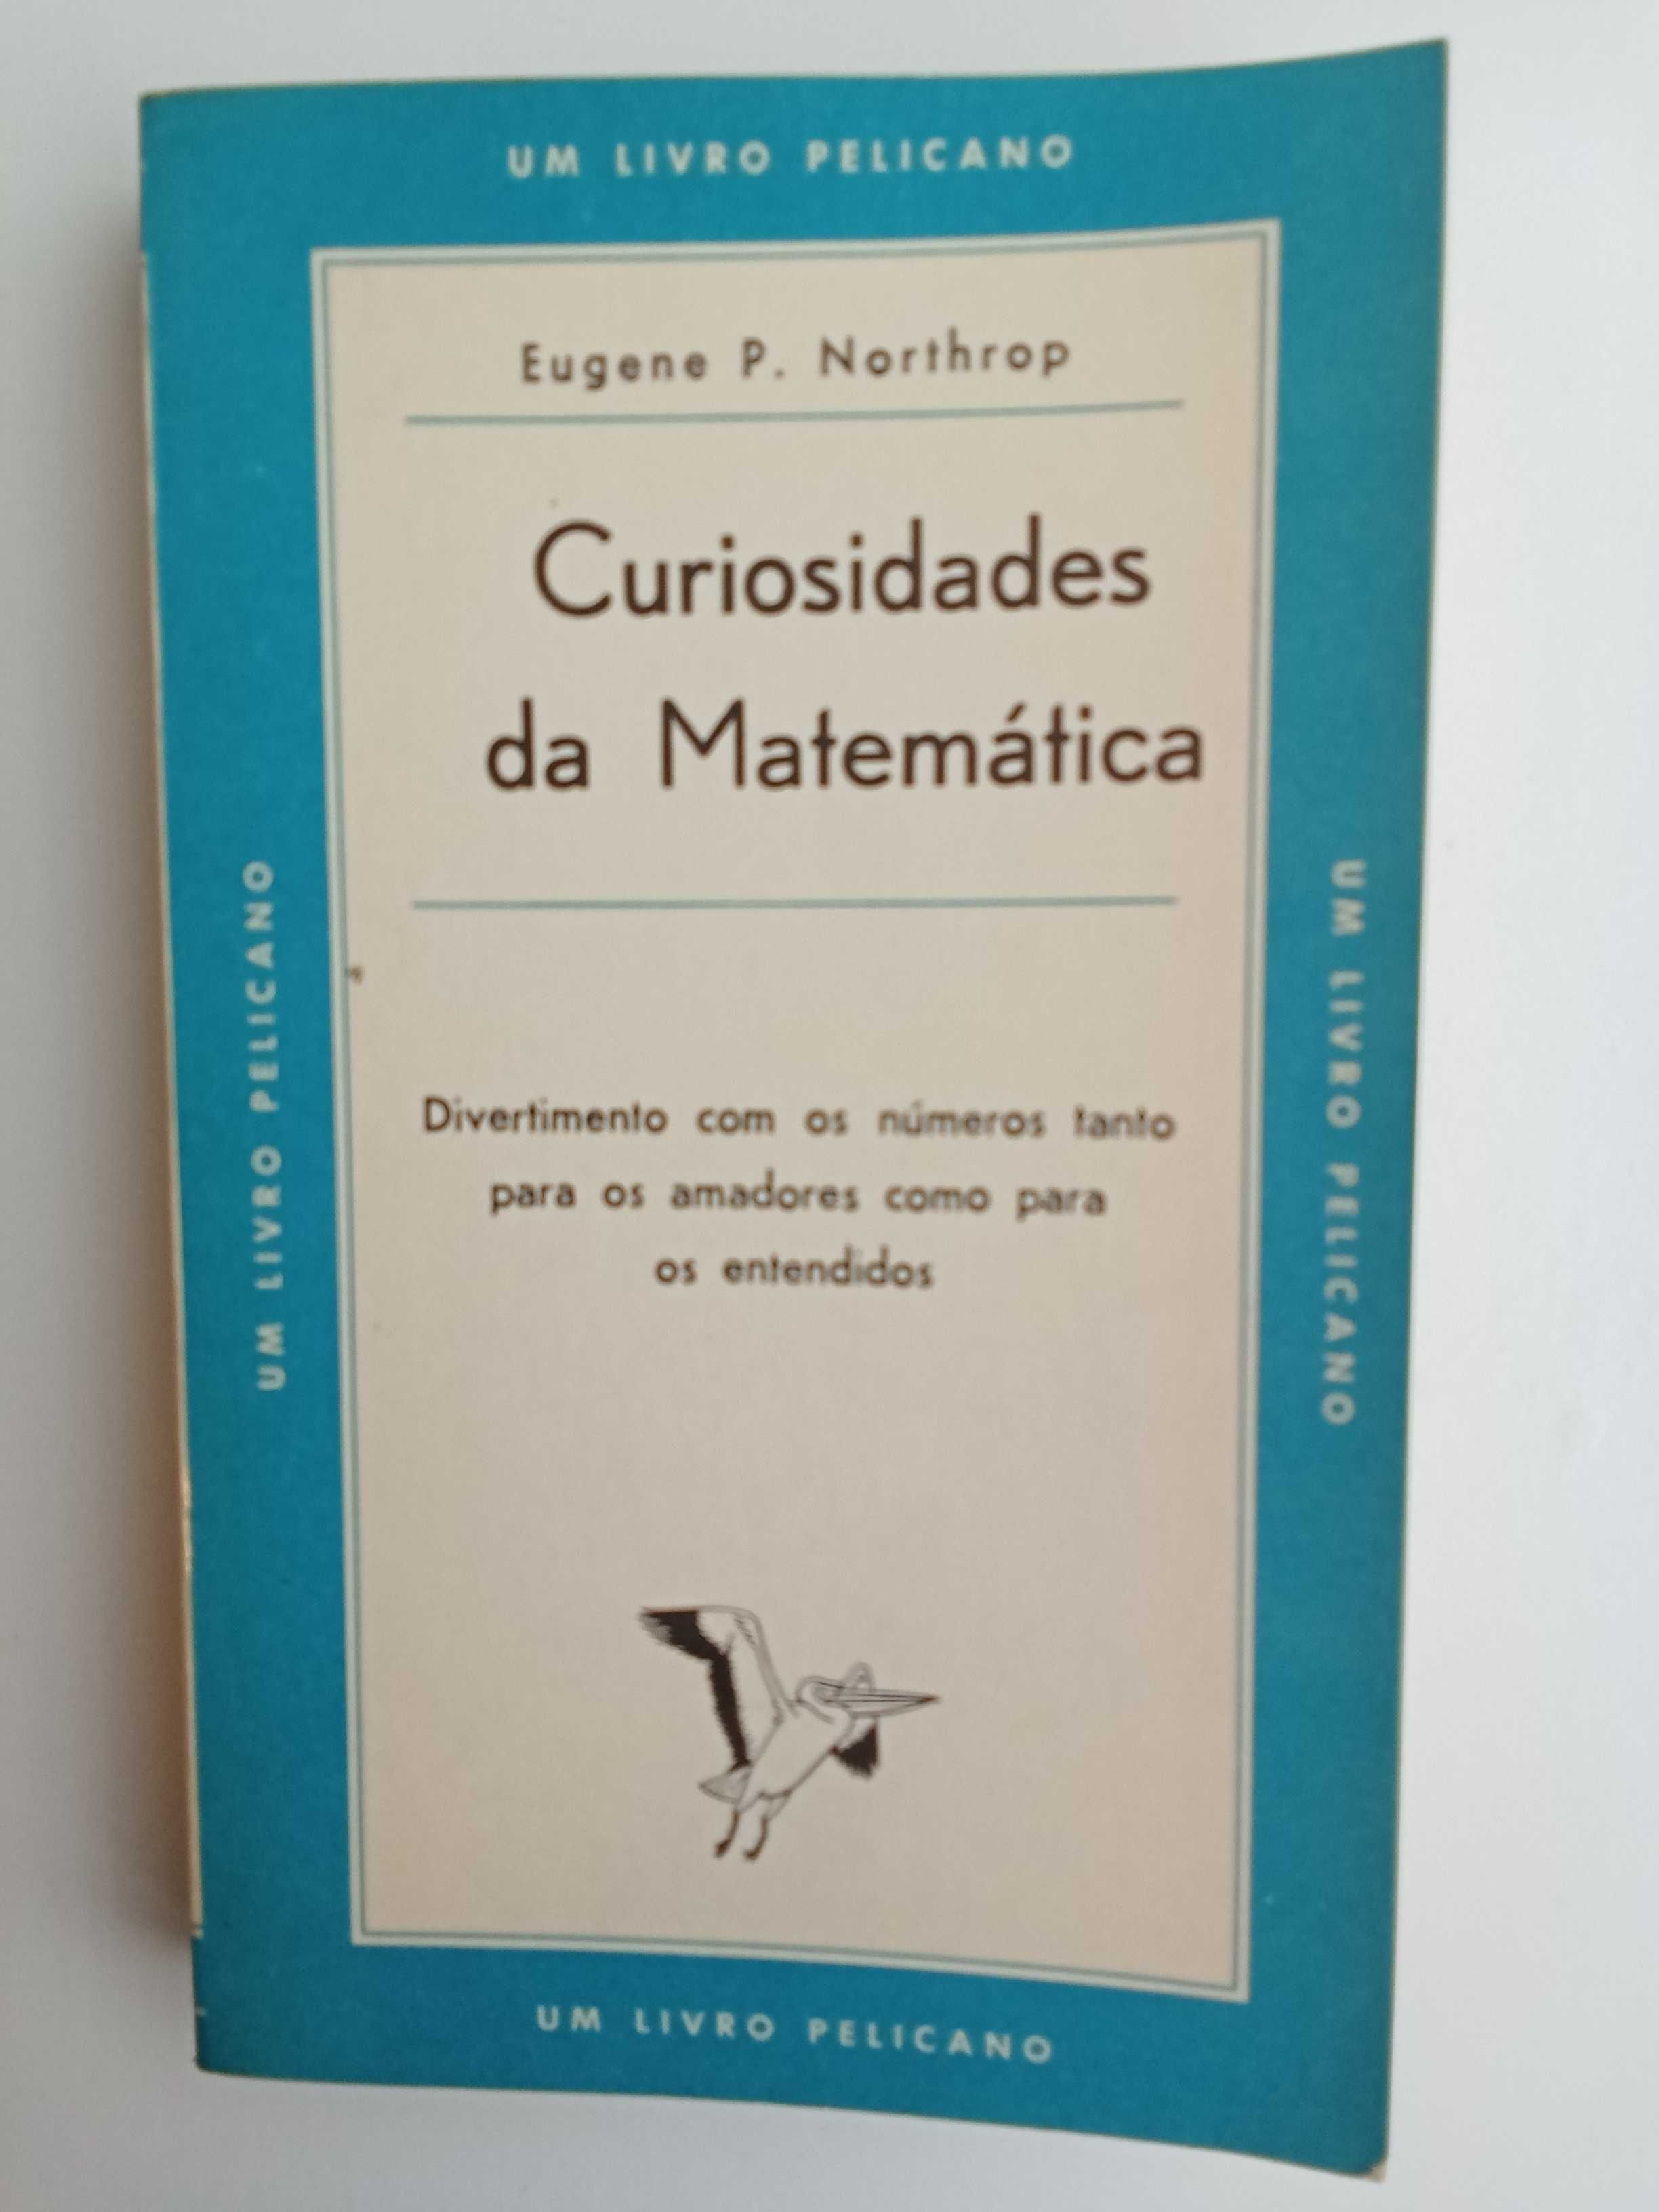 UM LIVRO PELICANO
Eugene P. Northrop
Curiosidades
da Matemática
UM LIVRO PELICANO
UM LIVRO PELICANO
Divertimento com os números tanto
para os amadores como para
os entendidos
UM LIVRO PELICANO